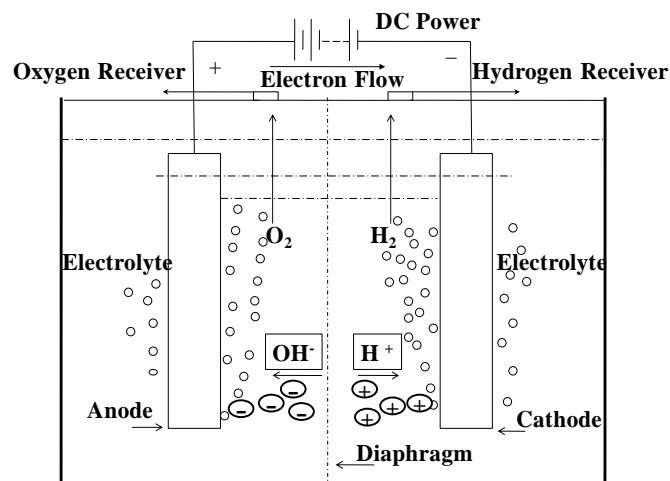 DC Power
+ −
Oxygen Receiver
Electron Flow
Hydrogen Receiver
O₂
H₂
Electrolyte
Electrolyte
OH⁻
H⁺
- - -
+ + +
Anode
Cathode
Diaphragm